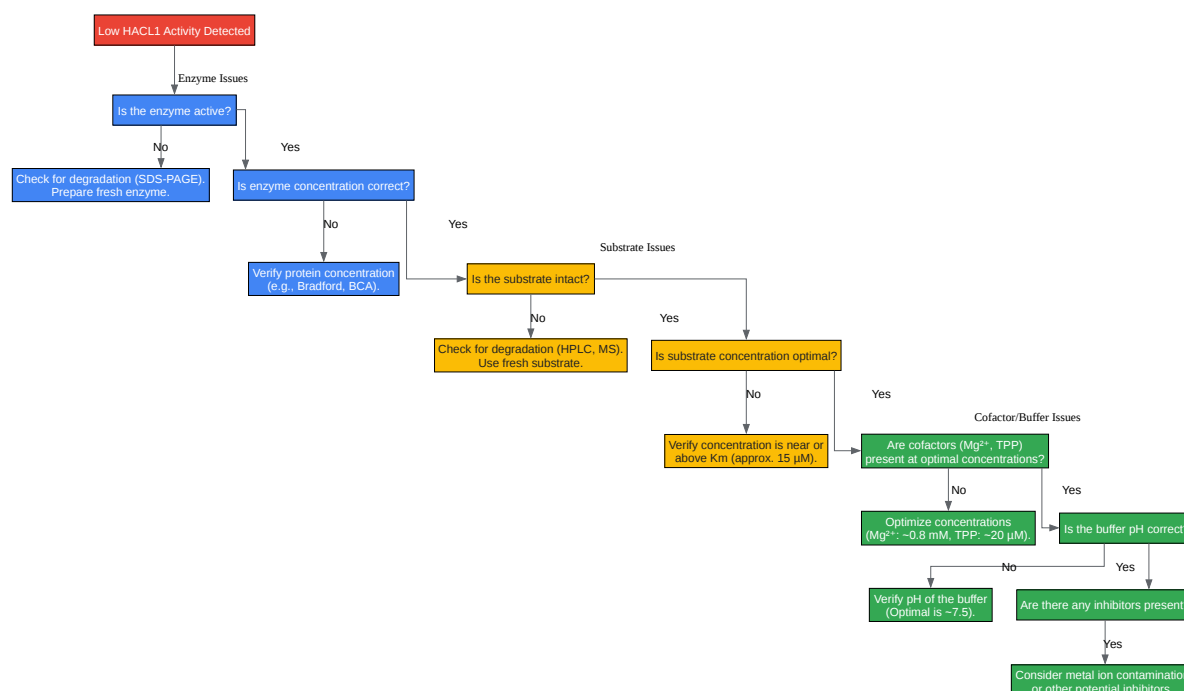 Low HACL1 Activity Detected
Enzyme Issues
Is the enzyme active?
No
Yes
Check for degradation (SDS-PAGE).
Prepare fresh enzyme.
Is enzyme concentration correct?
No
Yes
Substrate Issues
Verify protein concentration
(e.g., Bradford, BCA).
Is the substrate intact?
No
Yes
Check for degradation (HPLC, MS).
Use fresh substrate.
Is substrate concentration optimal?
No
Yes
Cofactor/Buffer Issues
Verify concentration is near or
above Km (approx. 15 µM).
Are cofactors (Mg²⁺, TPP)
present at optimal concentrations?
No
Yes
Optimize concentrations
(Mg²⁺: ~0.8 mM, TPP: ~20 µM).
Is the buffer pH correct?
No
Yes
Verify pH of the buffer
(Optimal is ~7.5).
Are there any inhibitors present
Yes
Consider metal ion contamination
or other potential inhibitors